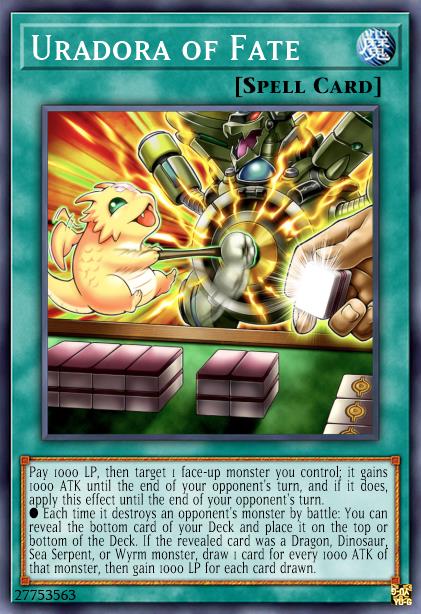 Uradora of Fate
[Spell Card]
Pay 1000 LP, then target 1 face-up monster you control; it gains
1000 ATK until the end of your opponent's turn, and if it does,
apply this effect until the end of your opponent's turn.
● Each time it destroys an opponent's monster by battle: You can
reveal the bottom card of your Deck and place it on the top or
bottom of the Deck. If the revealed card was a Dragon, Dinosaur,
Sea Serpent, or Wyrm monster, draw 1 card for every 1000 ATK of
that monster, then gain 1000 LP for each card drawn.
27753563